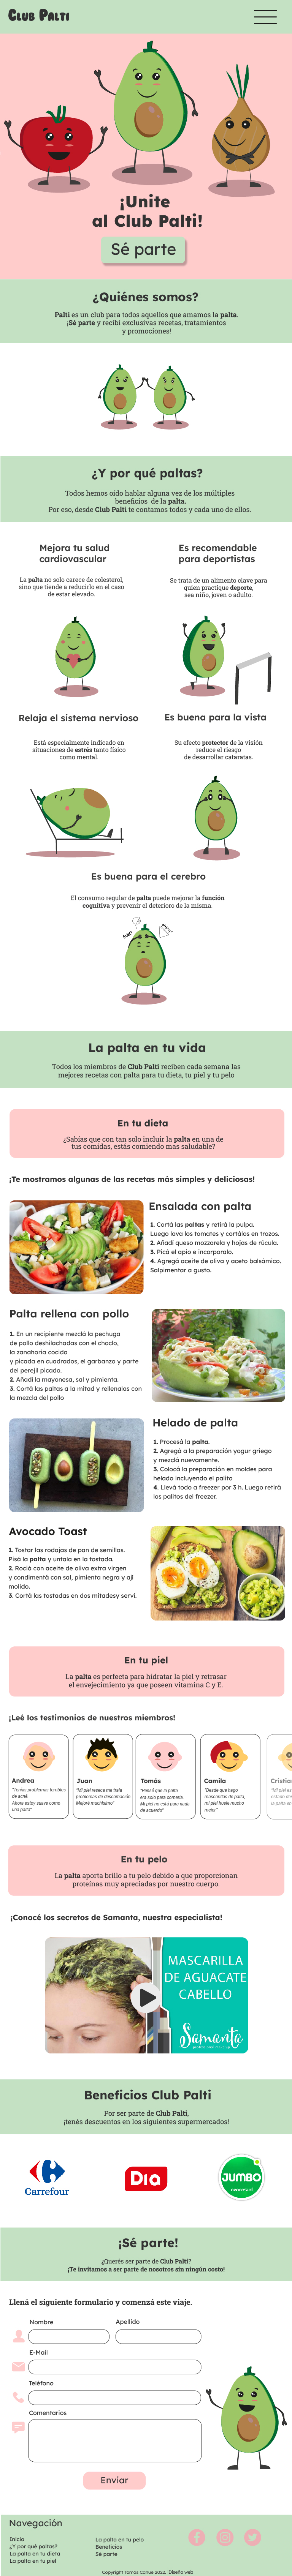 Club Palti
¡Unite
al Club Palti!
Sé parte
¿Quiénes somos?
Palti es un club para todos aquellos que amamos la palta.
¡Sé parte y recibí exclusivas recetas, tratamientos
y promociones!
¿Y por qué paltas?
Todos hemos oído hablar alguna vez de los múltiples
beneficios de la palta.
Por eso, desde Club Palti te contamos todos y cada uno de ellos.
Mejora tu salud
cardiovascular
La palta no solo carece de colesterol,
sino que tiende a reducirlo en el caso
de estar elevado.
Es recomendable
para deportistas
Se trata de un alimento clave para
quien practique deporte,
sea niño, joven o adulto.
Relaja el sistema nervioso
Está especialmente indicado en
situaciones de estrés tanto físico
como mental.
Es buena para la vista
Su efecto protector de la visión
reduce el riesgo
de desarrollar cataratas.
Es buena para el cerebro
El consumo regular de palta puede mejorar la función
cognitiva y prevenir el deterioro de la misma.
La palta en tu vida
Todos los miembros de Club Palti reciben cada semana las
mejores recetas con palta para tu dieta, tu piel y tu pelo
En tu dieta
¿Sabías que con tan solo incluir la palta en una de
tus comidas, estás comiendo mas saludable?
¡Te mostramos algunas de las recetas más simples y deliciosas!
Ensalada con palta
1. Cortá las paltas y retirá la pulpa.
Luego lava los tomates y cortálos en trozos.
2. Añadí queso mozzarela y hojas de rúcula.
3. Picá el apio e incorporalo.
4. Agregá aceite de oliva y aceto balsámico.
Salpimentar a gusto.
Palta rellena con pollo
1. En un recipiente mezclá la pechuga
de pollo deshilachadas con el choclo,
la zanahoria cocida
y picada en cuadrados, el garbanzo y parte
del perejil picado.
2. Añadí la mayonesa, sal y pimienta.
3. Cortá las paltas a la mitad y rellenalas con
la mezcla del pollo
Helado de palta
1. Procesá la palta.
2. Agregá a la preparación yogur griego
y mezclá nuevamente.
3. Colocá la preparación en moldes para
helado incluyendo el palito
4. Llevá todo a freezer por 3 h. Luego retirá
los palitos del freezer.
Avocado Toast
1. Tostar las rodajas de pan de semillas.
Pisá la palta y untala en la tostada.
2. Rociá con aceite de oliva extra virgen
y condimentá con sal, pimienta negra y ají
molido.
3. Cortá las tostadas en dos mitadesy serví.
En tu piel
La palta es perfecta para hidratar la piel y retrasar
el envejecimiento ya que poseen vitamina C y E.
¡Leé los testimonios de nuestros miembros!
Andrea
"Tenías problemas terribles
de acné.
Ahora estoy suave como
una palta"
Juan
"Mi piel reseca me traía
problemas de descamación.
Mejoré muchísimo"
Tomás
"Pensé que la palta
era solo para comerla.
Mi piel no está para nada
de acuerdo"
Camila
"Desde que hago
mascarillas de palta,
mi piel huele mucho
mejor"
Cristia
"Mi piel es
la palta en
En tu pelo
La palta aporta brillo a tu pelo debido a que proporcionan
proteínas muy apreciadas por nuestro cuerpo.
¡Conocé los secretos de Samanta, nuestra especialista!
MASCARILLA
DE AGUACATE
CABELLO
Samanta
Beneficios Club Palti
Por ser parte de Club Palti,
¡tenés descuentos en los siguientes supermercados!
Carrefour
Dia
JUMBO
cencosud
¡Sé parte!
¿Querés ser parte de Club Palti?
¡Te invitamos a ser parte de nosotros sin ningún costo!
Llená el siguiente formulario y comenzá este viaje.
Nombre
Apellido
E-Mail
Teléfono
Comentarios
Enviar
Navegación
Inicio
¿Y por qué paltas?
La palta en tu dieta
La palta en tu piel
La palta en tu pelo
Beneficios
Sé parte
Copyright Tomás Cahue 2022. |Diseño web